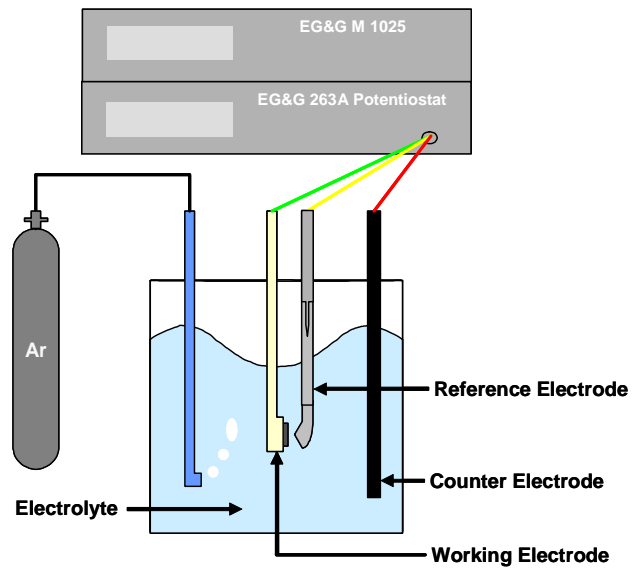 EG&G M 1025
EG&G 263A Potentiostat
Ar
Reference Electrode
Counter Electrode
Electrolyte
Working Electrode